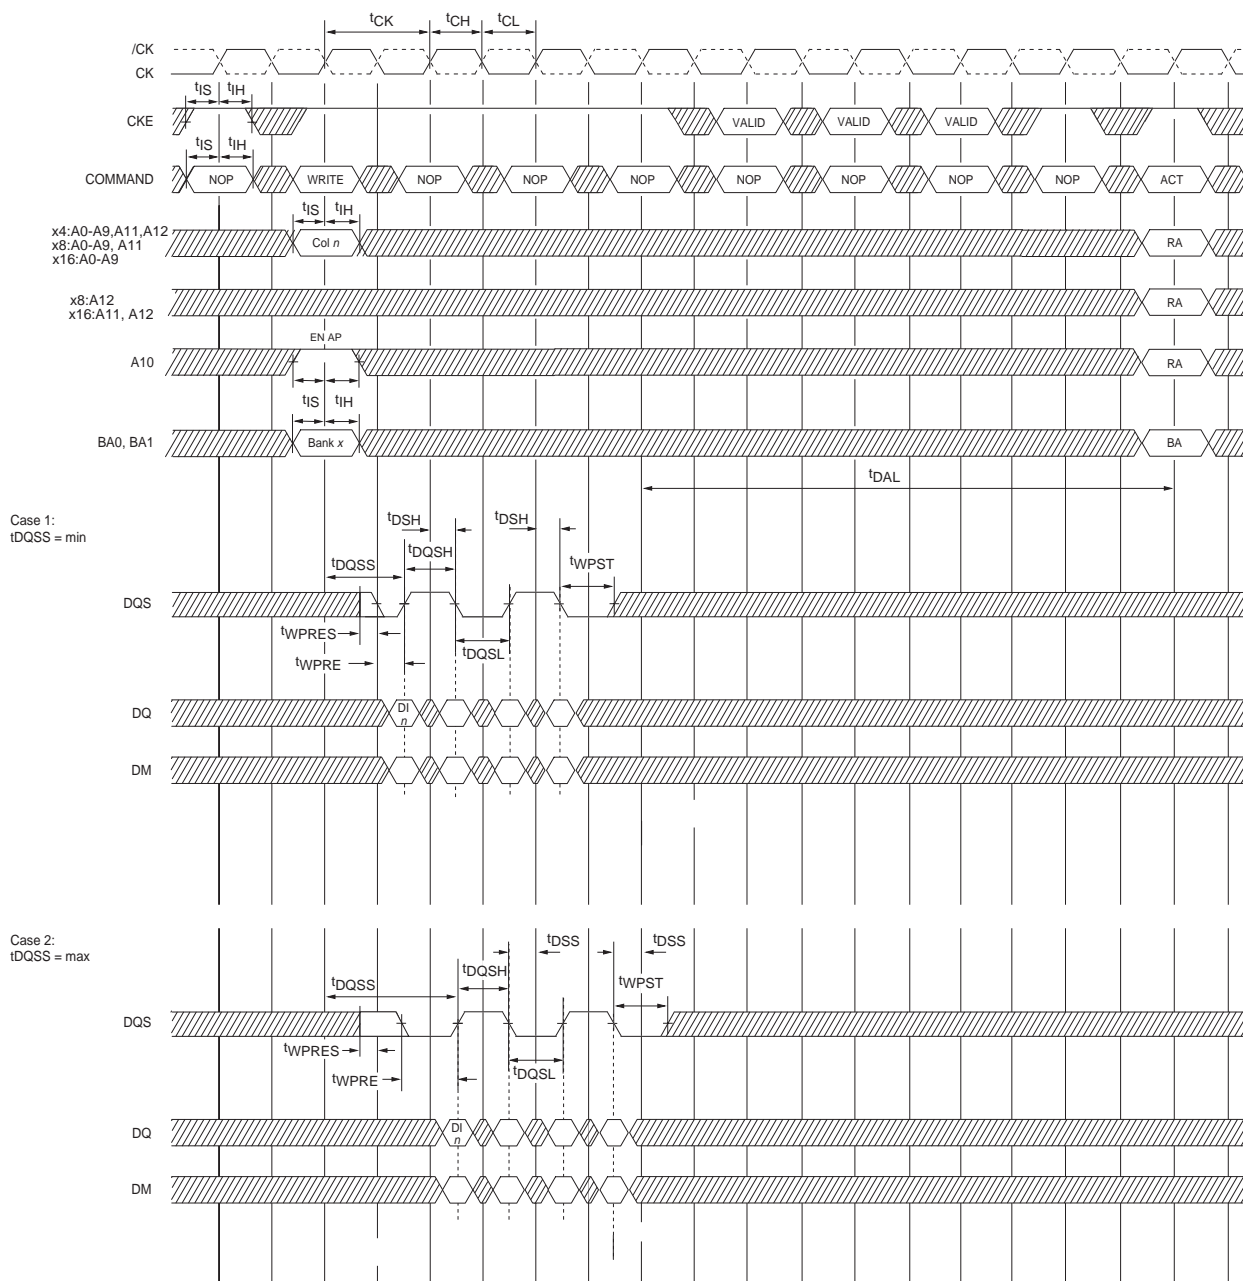 tCK tCH tCL
/CK
CK
tIS tIH
CKE VALID VALID VALID
tIS tIH
COMMAND NOP WRITE NOP NOP NOP NOP NOP NOP NOP ACT
tIS tIH
x4:A0-A9,A11,A12
x8:A0-A9, A11
x16:A0-A9
Col n RA
x8:A12
x16:A11, A12
RA
EN AP
A10 RA
tIS tIH
BA0, BA1 Bank x BA
tDAL
Case 1:
tDQSS = min
tDSH tDSH
tDQSS tDQSH tWPST
DQS
tWPRES
tDQSL
tWPRE
DQ DI
n
DM
Case 2:
tDQSS = max
tDSS tDSS
tDQSS tDQSH tWPST
DQS
tWPRES
tWPRE tDQSL
DQ DI
n
DM